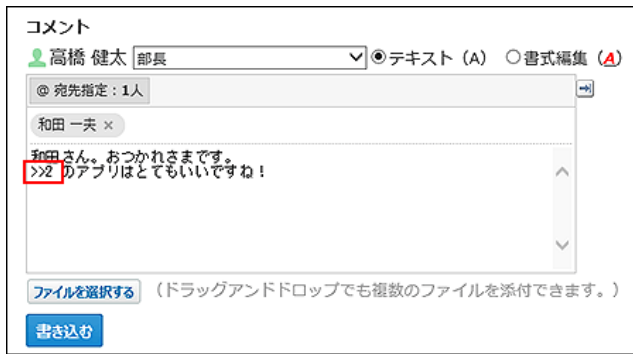 コメント
高橋 健太 部長 テキスト（A） 書式編集（A）
@ 宛先指定：1人
和田 一夫 ×
和田さん。おつかれさまです。
>>2 のアプリはとてもいいですね！
ファイルを選択する （ドラッグアンドドロップでも複数のファイルを添付できます。）
書き込む